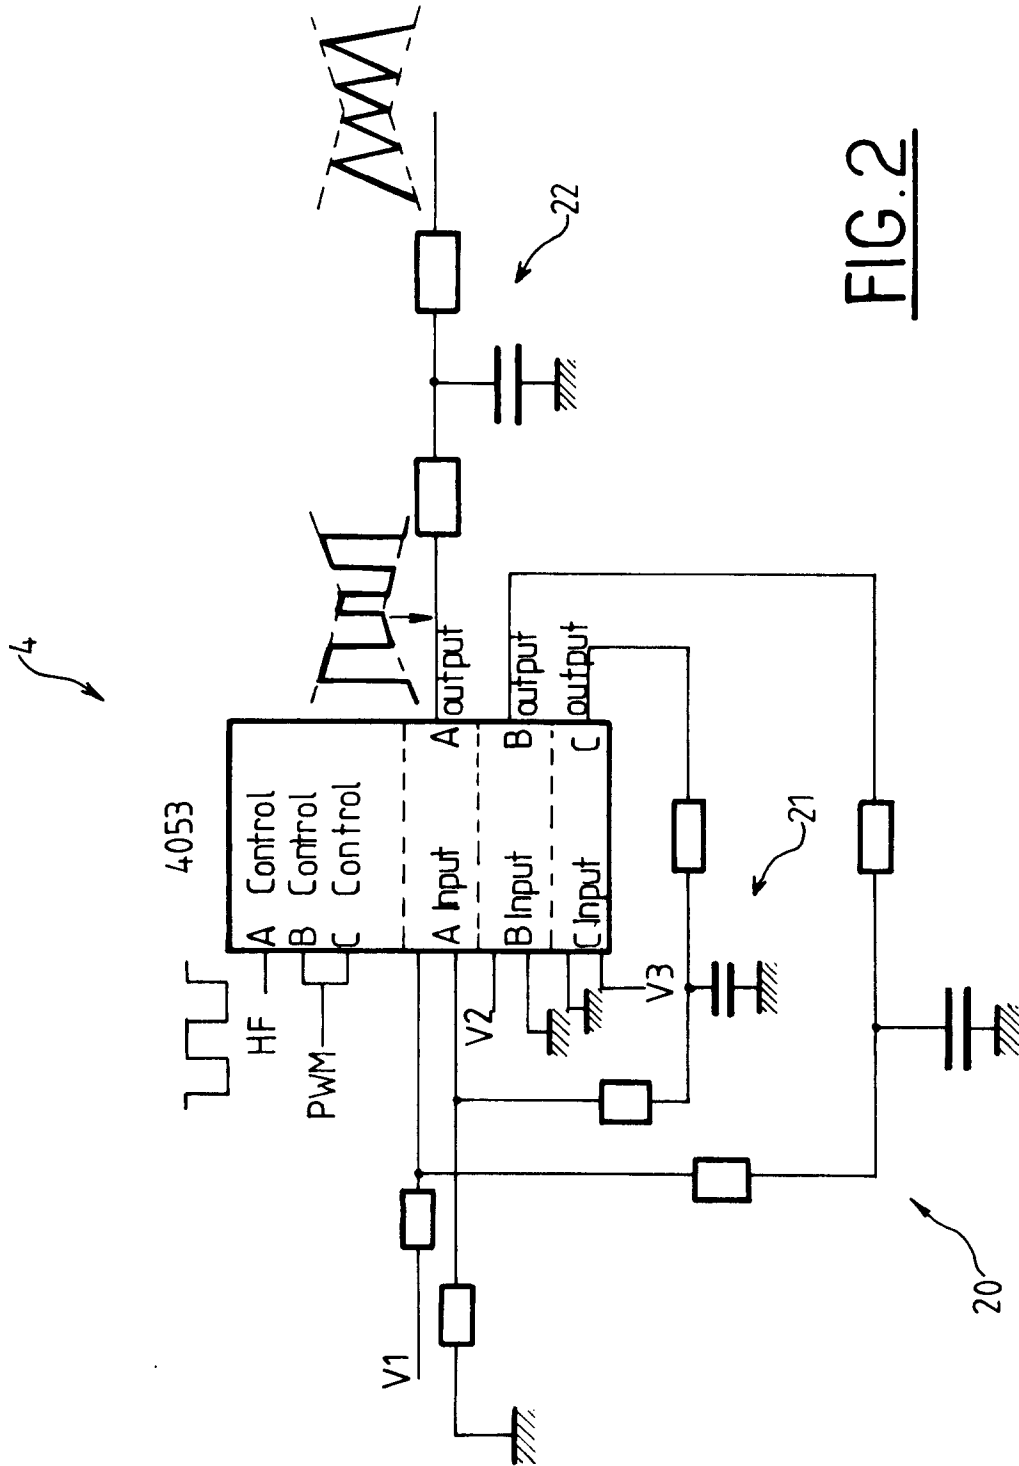 4
4053
A Control
B Control
C Control
A Input
A output
B Input
B output
C Input
C output
HF
PWM
V1
V2
V3
20
21
22
FIG.2